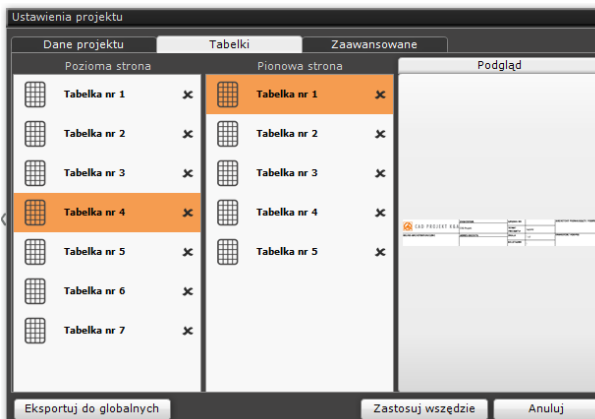 Ustawienia projektu
Dane projektu Tabelki Zaawansowane
Pozioma strona Pionowa strona Podgląd
Tabelka nr 1 Tabelka nr 1
Tabelka nr 2 Tabelka nr 2
Tabelka nr 3 Tabelka nr 3
Tabelka nr 4 Tabelka nr 4
CAD PROJEKT K&A
Tabelka nr 5 Tabelka nr 5
Tabelka nr 6
Tabelka nr 7
Eksportuj do globalnych Zastosuj wszędzie Anuluj